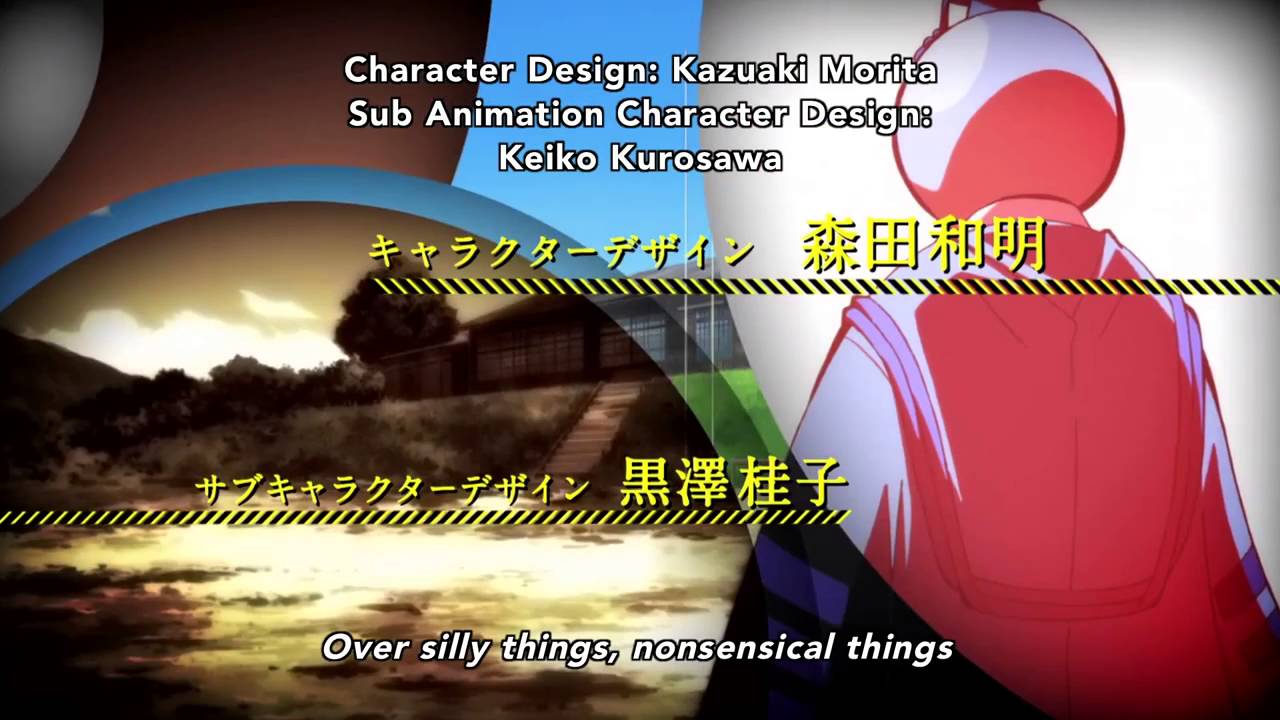 Character Design: Kazuaki Morita
Sub Animation Character Design:
Keiko Kurosawa
キャラクターデザイン 森田和明
サブキャラクターデザイン 黒澤桂子
Over silly things, nonsensical things